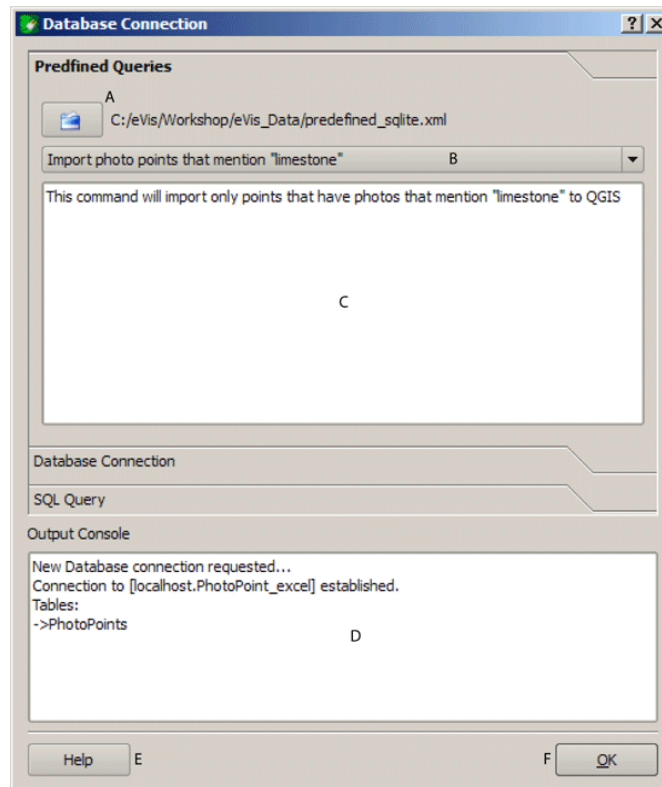 Database Connection
Predfined Queries
A
C:/eVis/Workshop/eVis_Data/predefined_sqlite.xml
Import photo points that mention "limestone" B
This command will import only points that have photos that mention "limestone" to QGIS
C
Database Connection
SQL Query
Output Console
New Database connection requested...
Connection to [localhost.PhotoPoint_excel] established.
Tables:
->PhotoPoints
D
Help E F OK